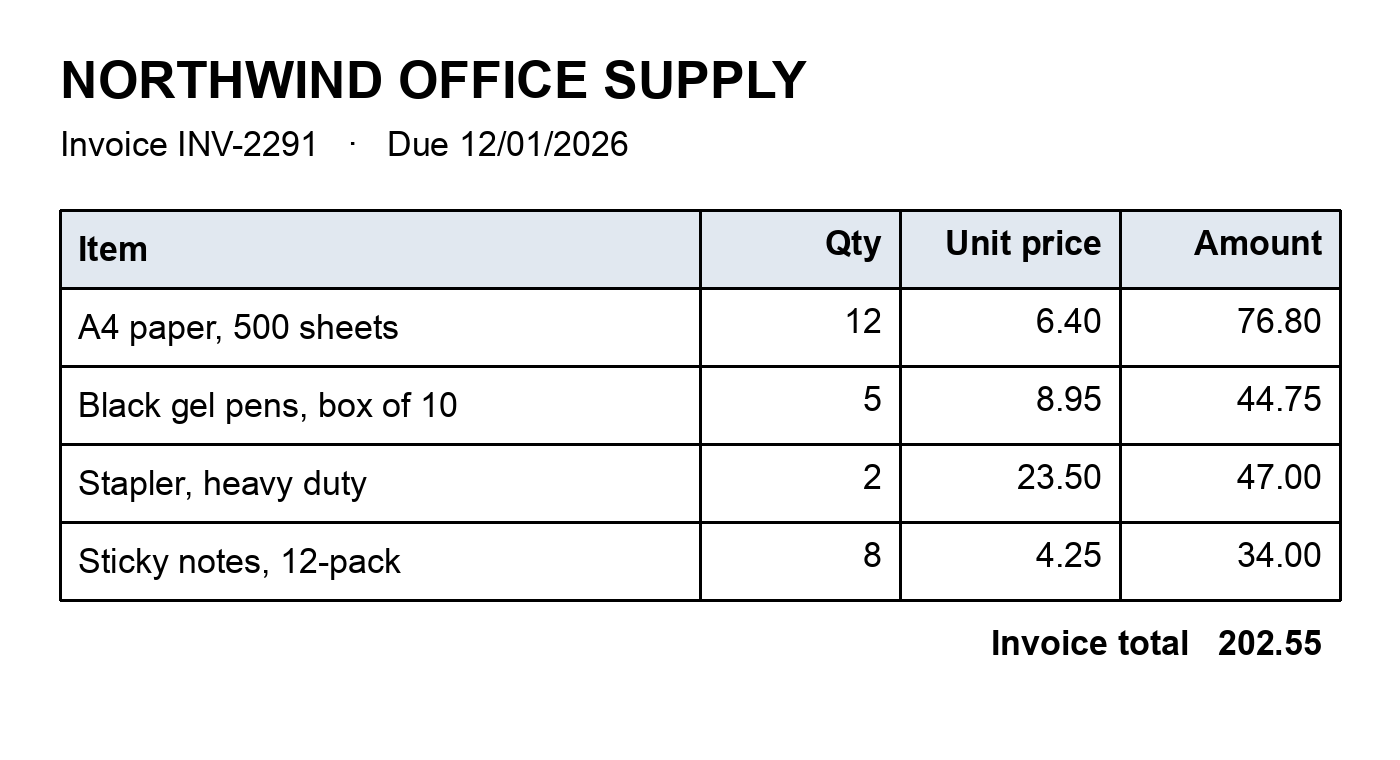 NORTHWIND OFFICE SUPPLY
Invoice INV-2291 · Due 12/01/2026
Item Qty Unit price Amount
A4 paper, 500 sheets 12 6.40 76.80
Black gel pens, box of 10 5 8.95 44.75
Stapler, heavy duty 2 23.50 47.00
Sticky notes, 12-pack 8 4.25 34.00
Invoice total 202.55